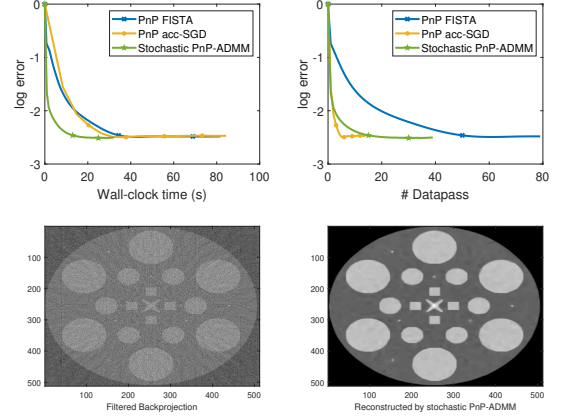 0
-1
-2
-3
log error
0 20 40 60 80 100
Wall-clock time (s)
PnP FISTA
PnP acc-SGD
Stochastic PnP-ADMM
0
-1
-2
-3
log error
0 20 40 60 80
# Datapass
PnP FISTA
PnP acc-SGD
Stochastic PnP-ADMM
100
200
300
400
500
100 200 300 400 500
Filtered Backprojection
100
200
300
400
500
100 200 300 400 500
Reconstructed by stochastic PnP-ADMM